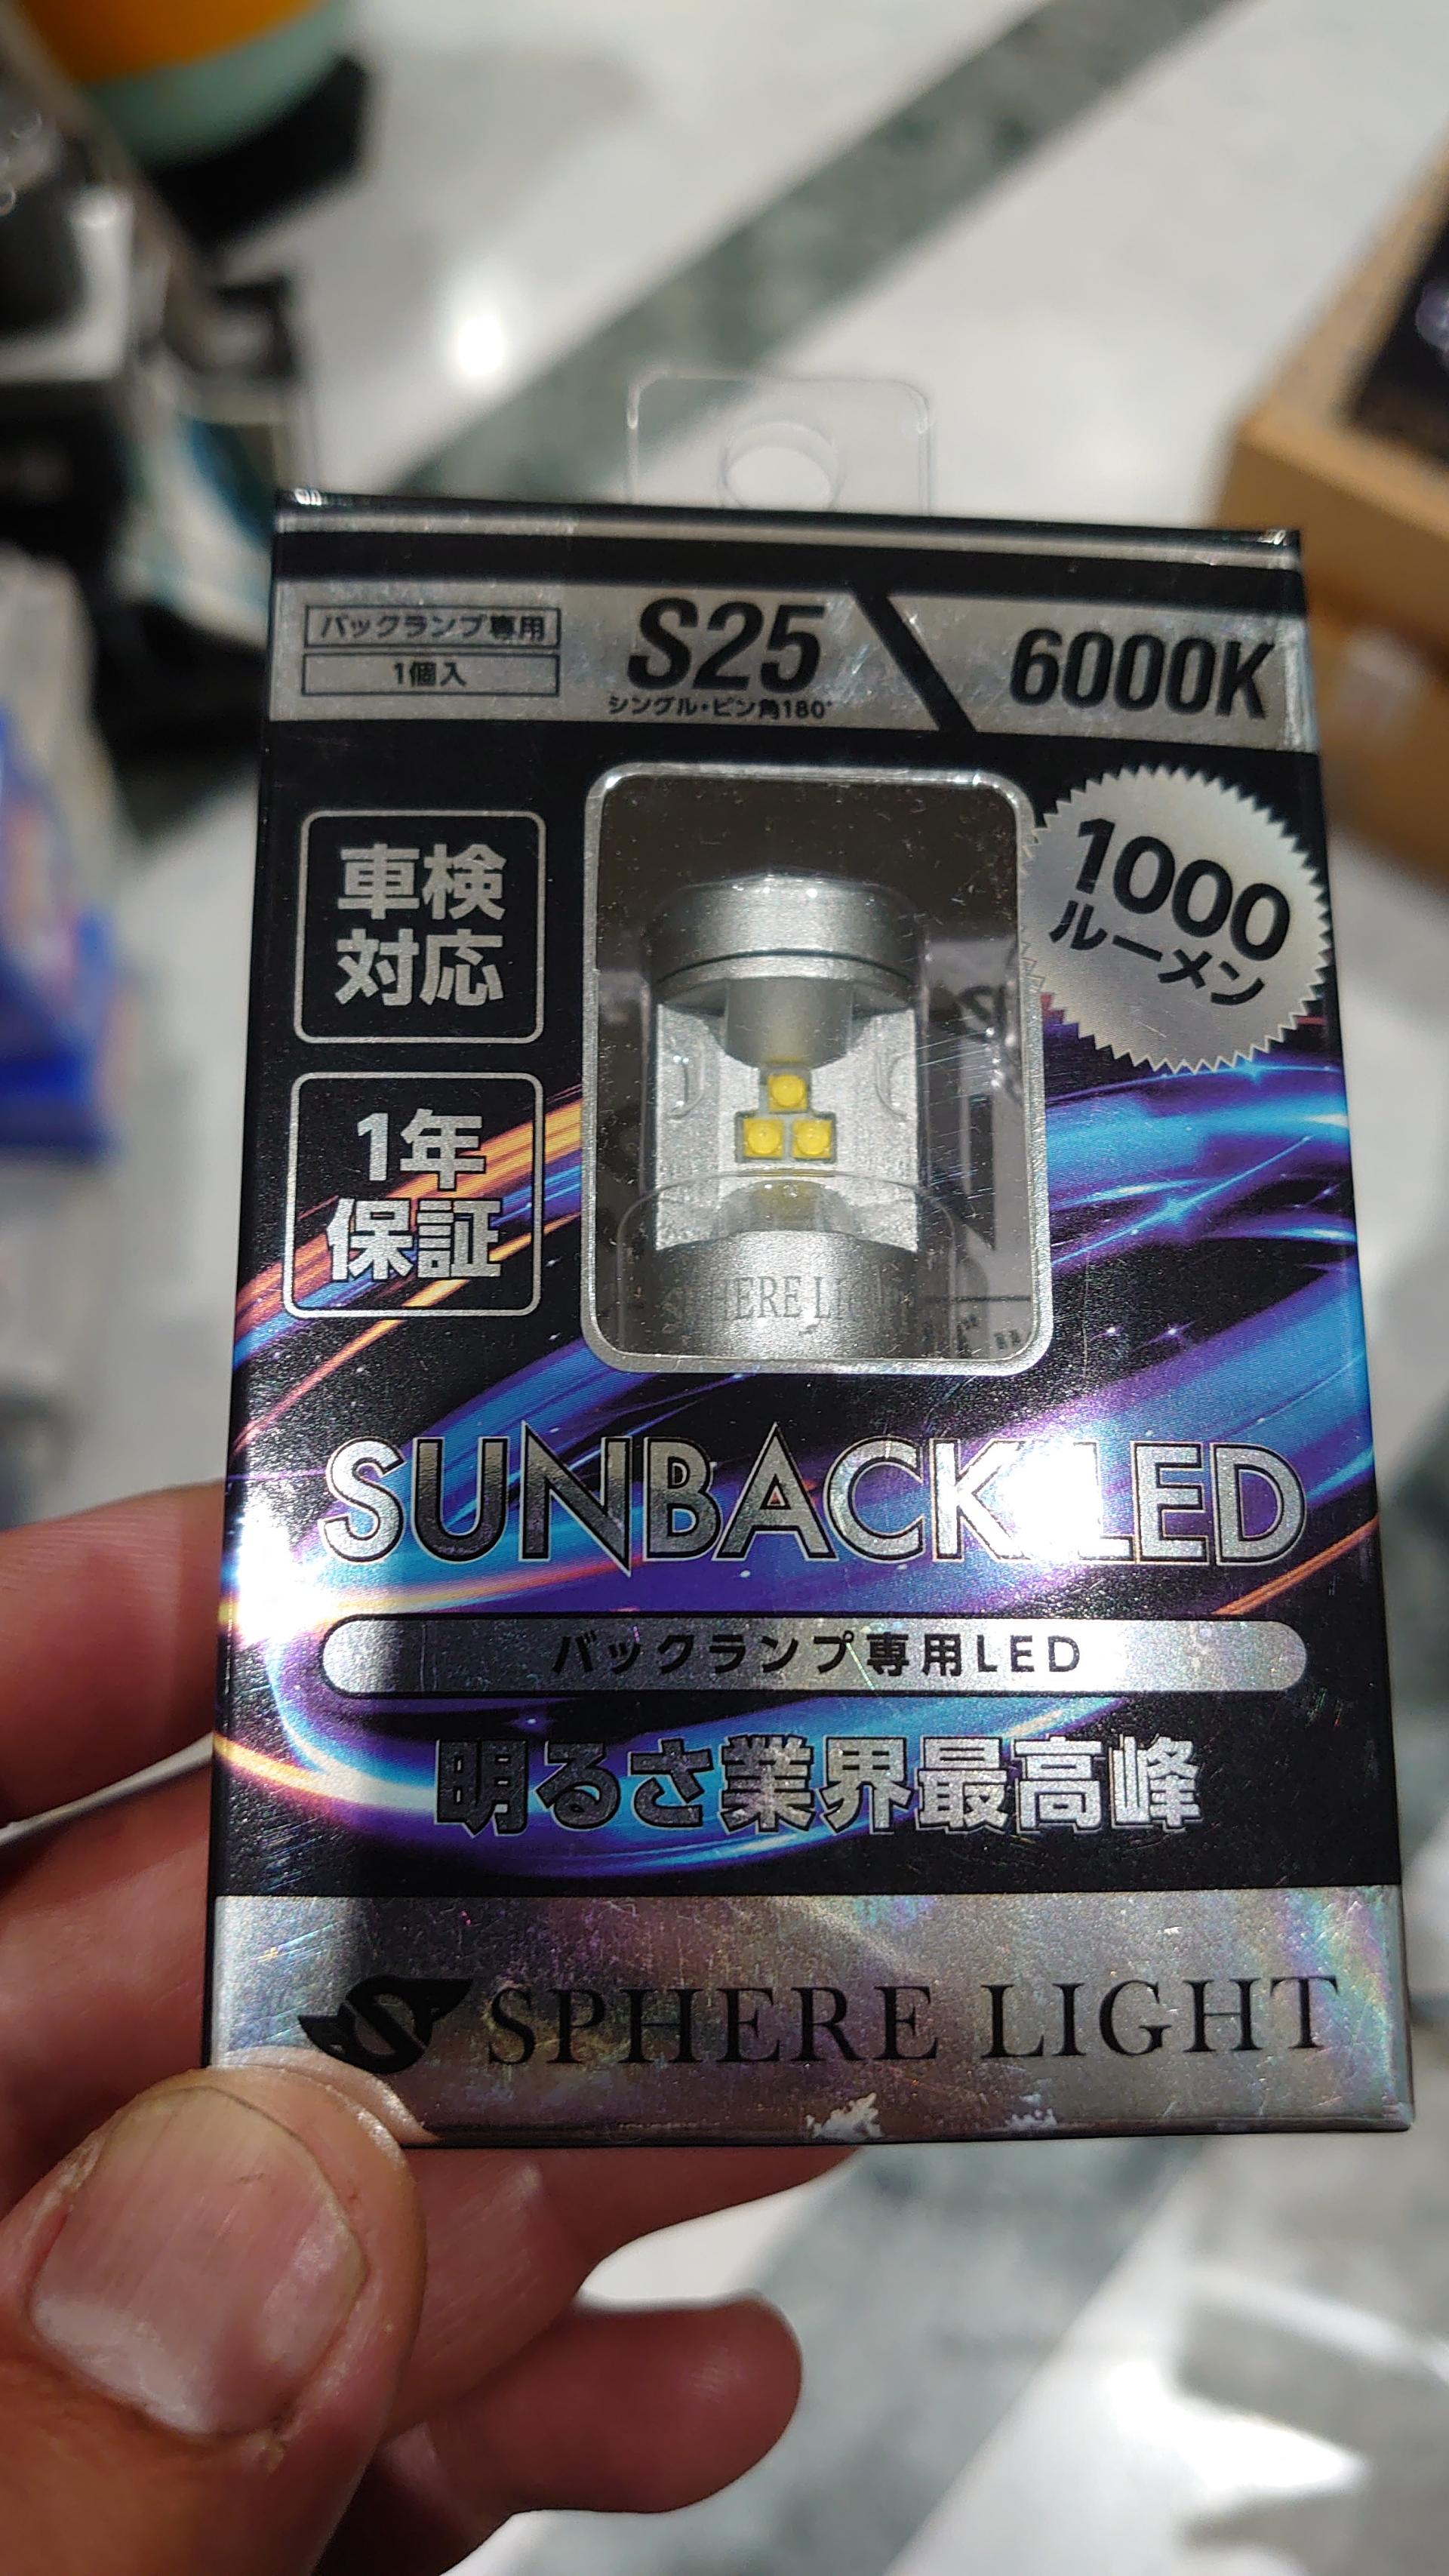 バックランプ専用
1個入
S25
シングル・ピン角180°
6000K
車検
対応
1000
ルーメン
1年
保証
SPHERE LIGHT
SUNBACK LED
バックランプ専用LED
明るさ業界最高峰
SPHERE LIGHT